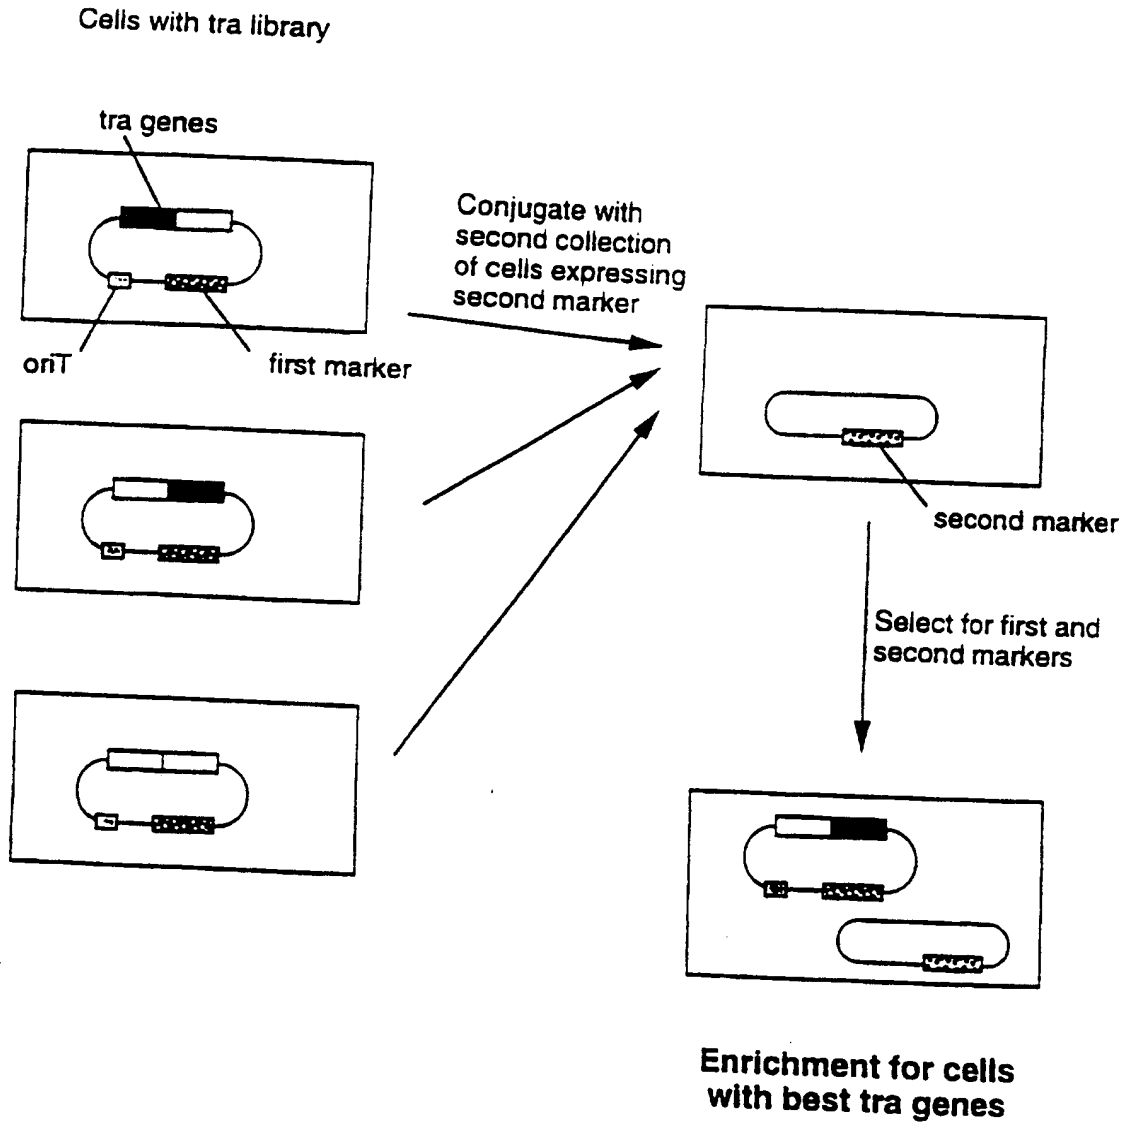 Cells with tra library
tra genes
Conjugate with
second collection
of cells expressing
second marker
oriT
first marker
second marker
Select for first and
second markers
Enrichment for cells
with best tra genes